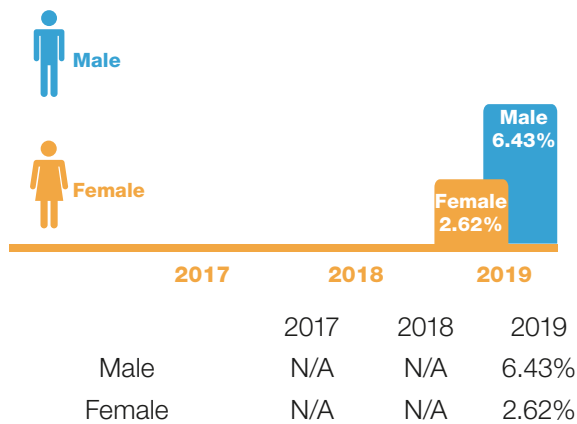 Male
Male
6.43%
Female
Female
2.62%
2017 2018 2019
2017 2018 2019
Male N/A N/A 6.43%
Female N/A N/A 2.62%